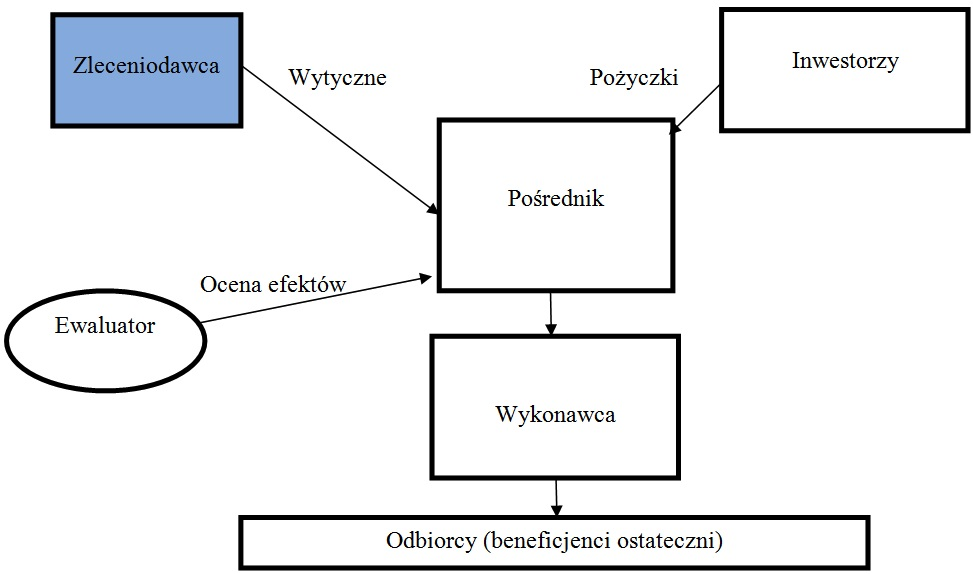 Zleceniodawca
Wytyczne
Pożyczki
Inwestorzy
Pośrednik
Ocena efektów
Ewaluator
Wykonawca
Odbiorcy (beneficjenci ostateczni)